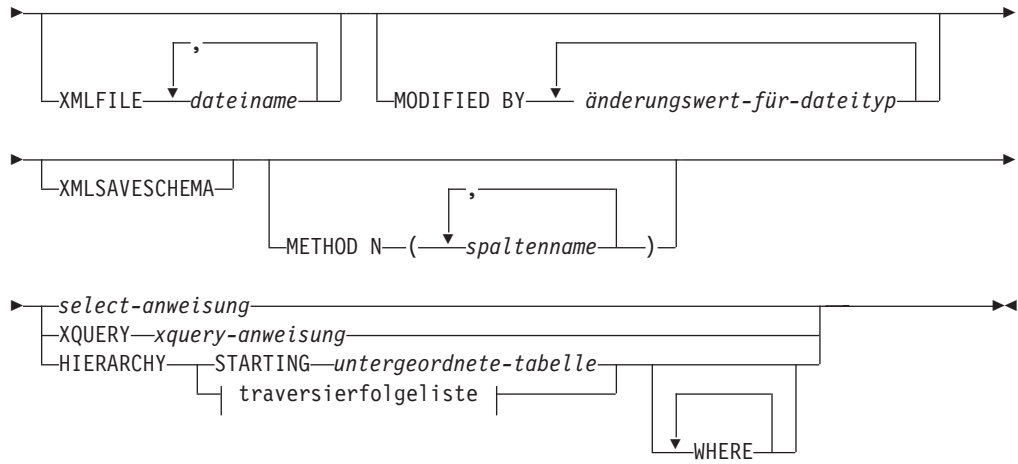 ,
,
XMLFILE dateiname MODIFIED BY änderungswert-für-dateityp
XMLSAVESCHEMA
,
METHOD N ( spaltenname )
select-anweisung
XQUERY xquery-anweisung
HIERARCHY STARTING untergeordnete-tabelle
traversierfolgeliste
WHERE